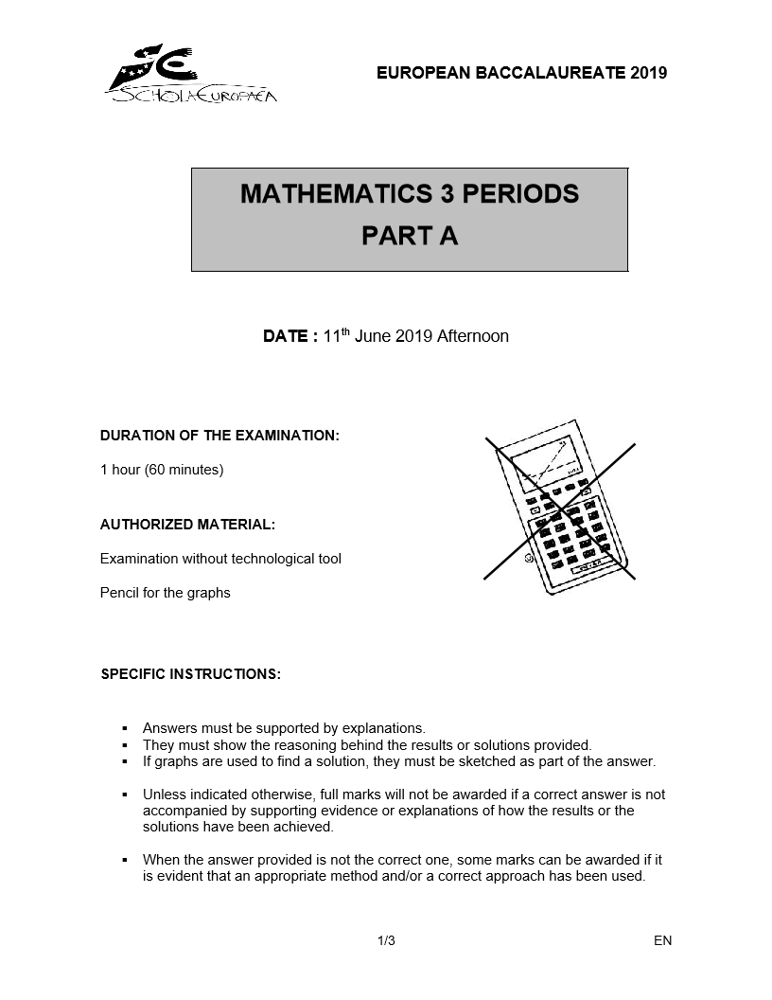 SCHOLA EUROPAEA
EUROPEAN BACCALAUREATE 2019
MATHEMATICS 3 PERIODS
PART A
DATE : 11th June 2019 Afternoon
DURATION OF THE EXAMINATION:
1 hour (60 minutes)
AUTHORIZED MATERIAL:
Examination without technological tool
Pencil for the graphs
SPECIFIC INSTRUCTIONS:
▪ Answers must be supported by explanations.
▪ They must show the reasoning behind the results or solutions provided.
▪ If graphs are used to find a solution, they must be sketched as part of the answer.
▪ Unless indicated otherwise, full marks will not be awarded if a correct answer is not
accompanied by supporting evidence or explanations of how the results or the
solutions have been achieved.
▪ When the answer provided is not the correct one, some marks can be awarded if it
is evident that an appropriate method and/or a correct approach has been used.
1/3
EN